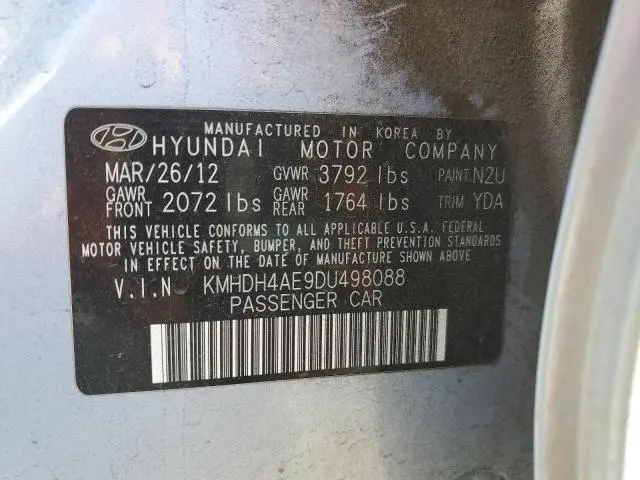 MANUFACTURED IN KOREA BY
HYUNDAI MOTOR COMPANY
MAR/26/12 GVWR 3792 lbs PAINT N2U
GAWR FRONT 2072 lbs GAWR REAR 1764 lbs TRIM YDA
THIS VEHICLE CONFORMS TO ALL APPLICABLE U.S.A. FEDERAL
MOTOR VEHICLE SAFETY, BUMPER, AND THEFT PREVENTION STANDARDS
IN EFFECT ON THE DATE OF MANUFACTURE SHOWN ABOVE.
V.I.N KMHDH4AE9DU498088
PASSENGER CAR